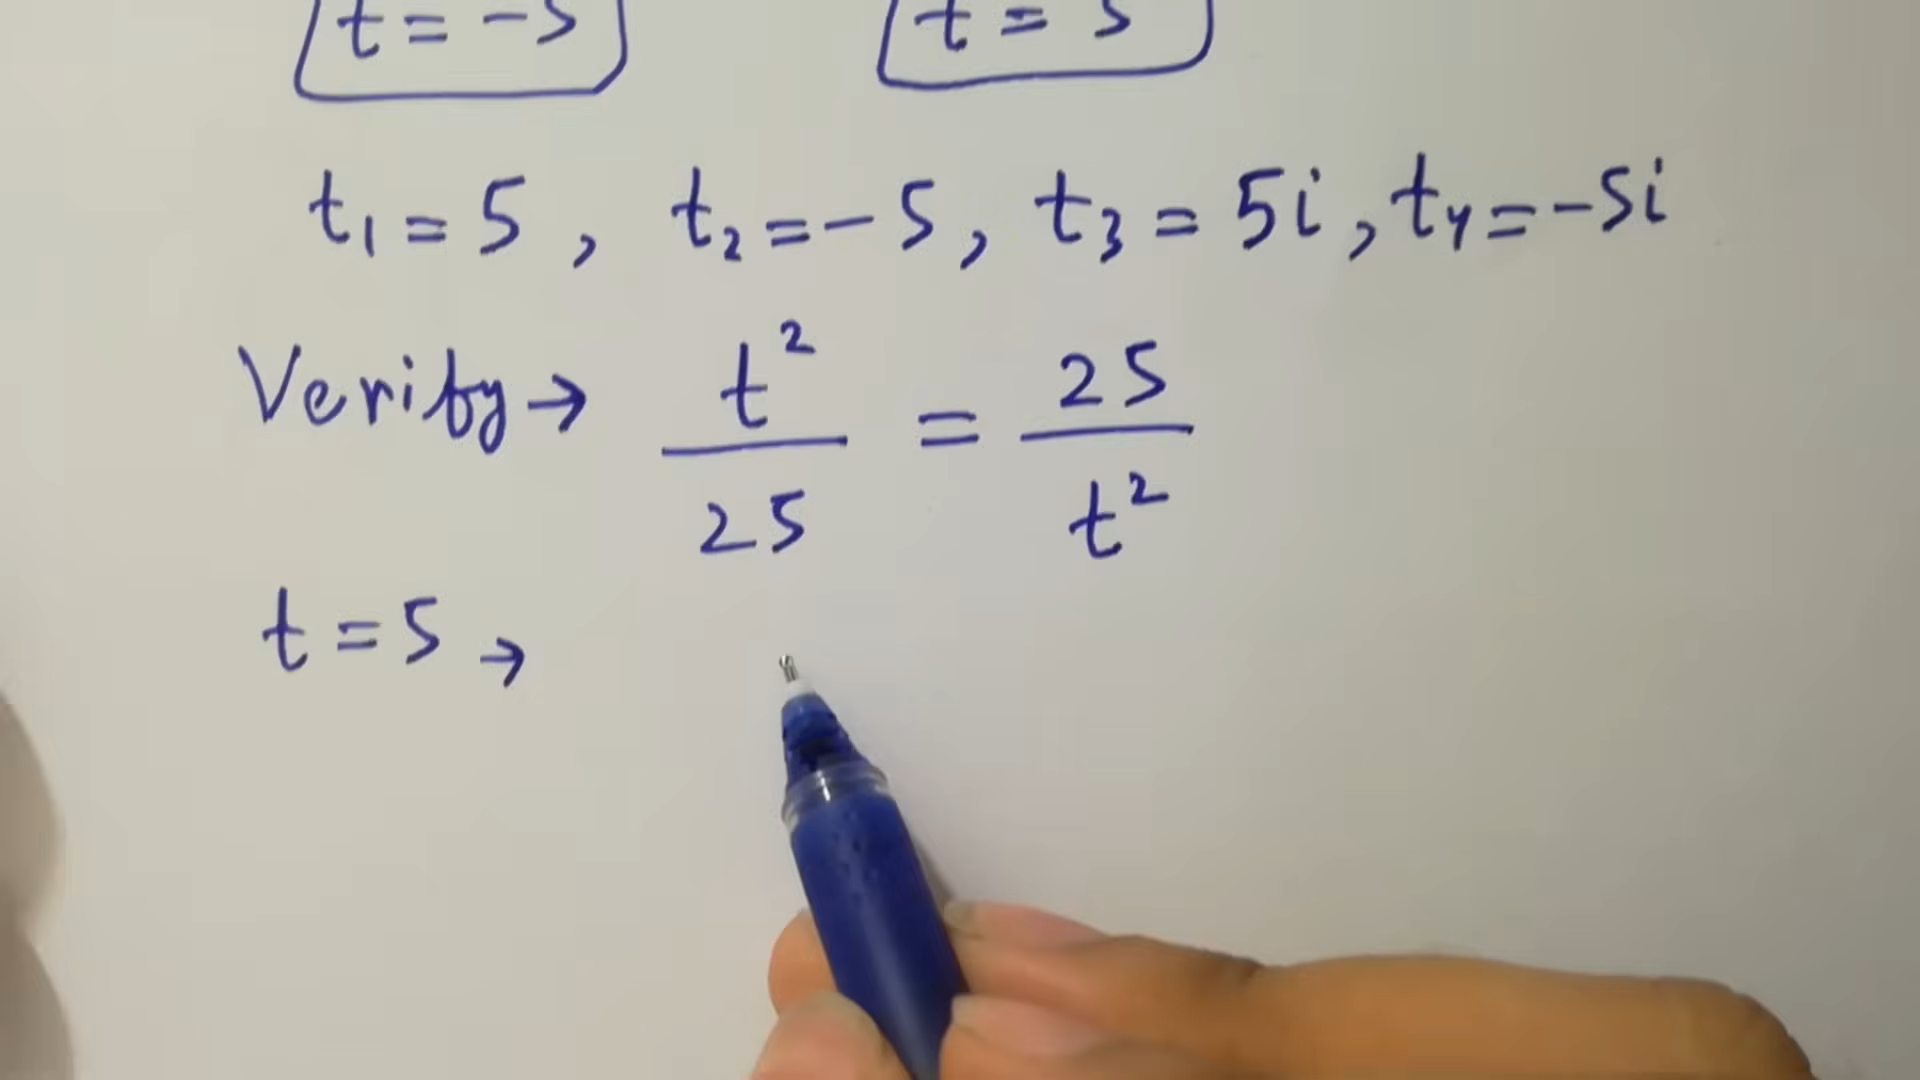 t = -5 t = 5
t₁ = 5 , t₂ = - 5 , t₃ = 5i , t₄ = -5i
Verify → t²/25 = 25/t²
t = 5 →